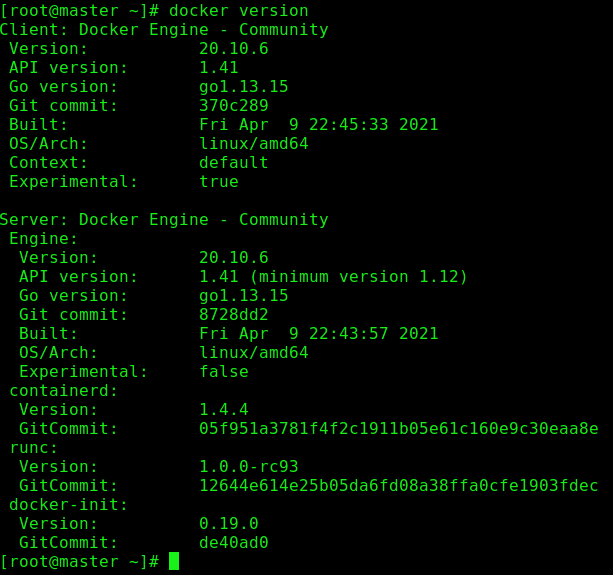 [root@master ~]# docker version
Client: Docker Engine - Community
 Version:           20.10.6
 API version:       1.41
 Go version:        go1.13.15
 Git commit:        370c289
 Built:             Fri Apr  9 22:45:33 2021
 OS/Arch:           linux/amd64
 Context:           default
 Experimental:      true

Server: Docker Engine - Community
 Engine:
  Version:          20.10.6
  API version:      1.41 (minimum version 1.12)
  Go version:       go1.13.15
  Git commit:       8728dd2
  Built:            Fri Apr  9 22:43:57 2021
  OS/Arch:          linux/amd64
  Experimental:     false
 containerd:
  Version:          1.4.4
  GitCommit:        05f951a3781f4f2c1911b05e61c160e9c30eaa8e
 runc:
  Version:          1.0.0-rc93
  GitCommit:        12644e614e25b05da6fd08a38ffa0cfe1903fdec
 docker-init:
  Version:          0.19.0
  GitCommit:        de40ad0
[root@master ~]#